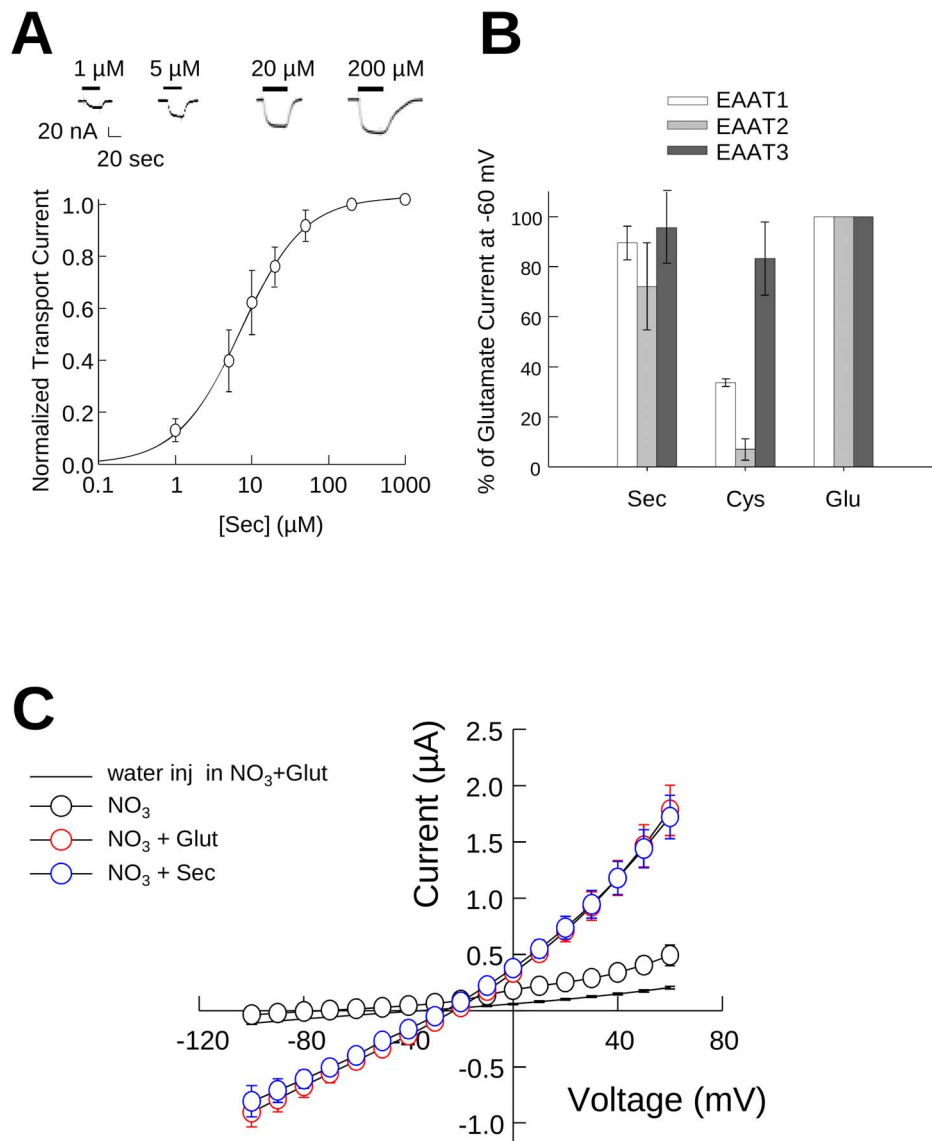 A
1 µM 5 µM 20 µM 200 µM
20 nA
20 sec
Normalized Transport Current
1.0
0.8
0.6
0.4
0.2
0.0
0.1 1 10 100 1000
[Sec] (µM)
B
EAAT1
EAAT2
EAAT3
% of Glutamate Current at -60 mV
100
80
60
40
20
0
Sec Cys Glu
C
water inj in NO3+Glut
NO3
NO3 + Glut
NO3 + Sec
Current (µA)
2.5
2.0
1.5
1.0
0.5
-120 -80 -40 40 80
-0.5
-1.0
Voltage (mV)